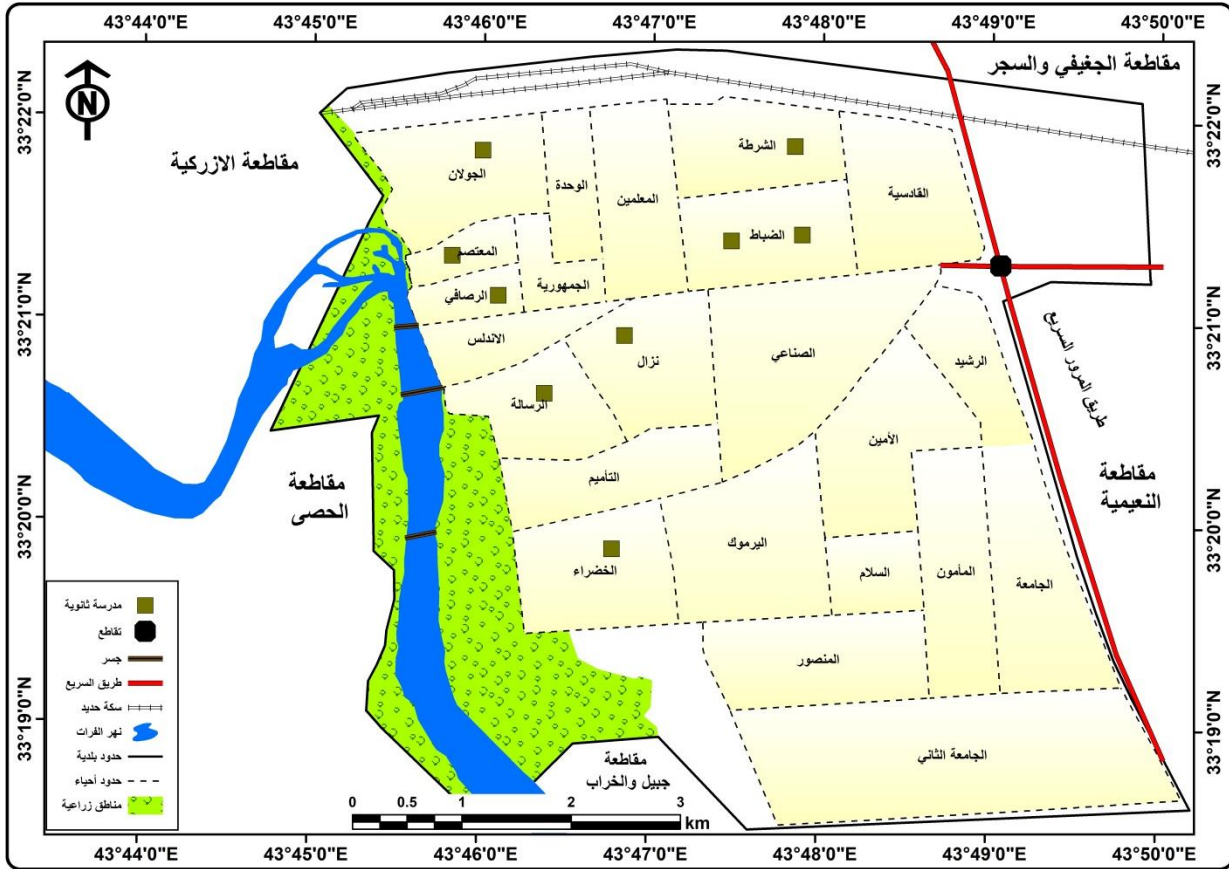 43°44'0"E
43°45'0"E
43°46'0"E
43°47'0"E
43°48'0"E
43°49'0"E
43°50'0"E
N
مقاطعة الجغيفي والسجر
33°22'0"N
33°22'0"N
مقاطعة الازركية
الجولان
الوحدة
المعلمين
الشرطة
القادسية
المعتصم
الضباط
الجمهورية
الرصافي
33°21'0"N
33°21'0"N
الاندلس
نزال
الصناعي
الرشيد
طريق المرور السريع
الرسالة
الأمين
مقاطعة
الحصى
التأميم
مقاطعة
النعيمية
33°20'0"N
33°20'0"N
الخضراء
اليرموك
السلام
المأمون
الجامعة
المنصور
33°19'0"N
33°19'0"N
الجامعة الثاني
مقاطعة
جبيل والخراب
مدرسة ثانوية
تقاطع
جسر
طريق السريع
سكة حديد
نهر الفرات
حدود بلدية
حدود أحياء
مناطق زراعية
0 0.5 1 2 3
km
43°44'0"E
43°45'0"E
43°46'0"E
43°47'0"E
43°48'0"E
43°49'0"E
43°50'0"E